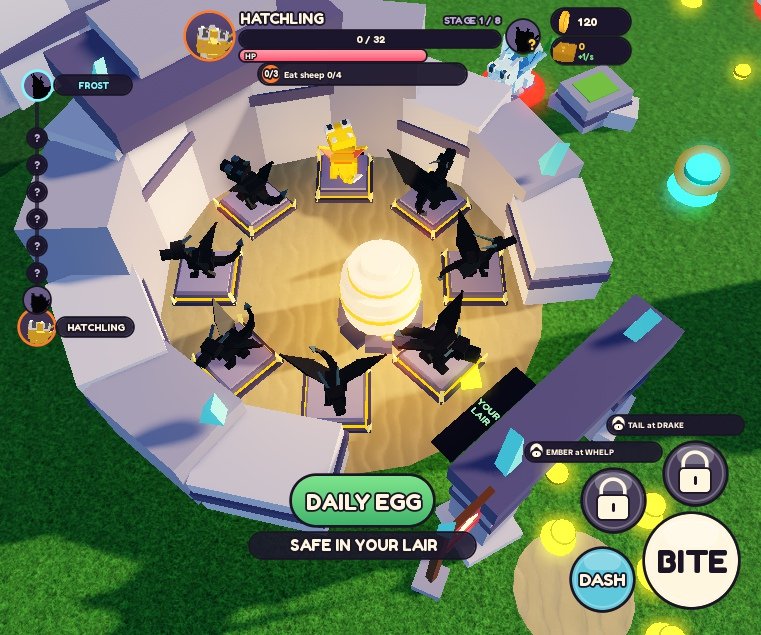 HATCHLING
STAGE 1 / 8
0 / 32
HP
0/3 Eat sheep 0/4
120
0
+1/s
FROST
?
?
?
?
?
?
?
HATCHLING
YOUR
LAIR
TAIL at DRAKE
EMBER at WHELP
DAILY EGG
SAFE IN YOUR LAIR
DASH
BITE